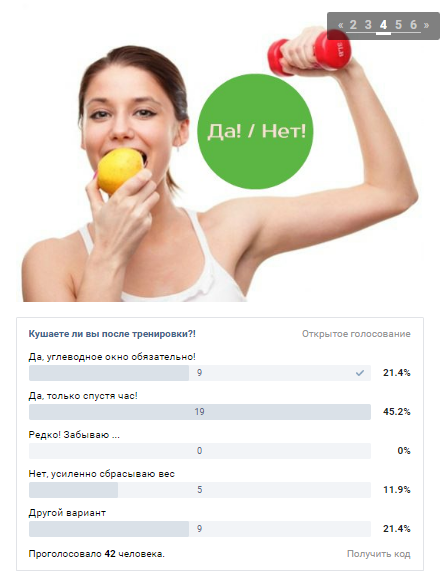 « 2 3 4 5 6 »
Да! / Нет!
Кушаете ли вы после тренировки?! Открытое голосование
Да, углеводное окно обязательно!
9 21.4%
Да, только спустя час!
19 45.2%
Редко! Забываю ...
0 0%
Нет, усиленно сбрасываю вес
5 11.9%
Другой вариант
9 21.4%
Проголосовало 42 человека. Получить код